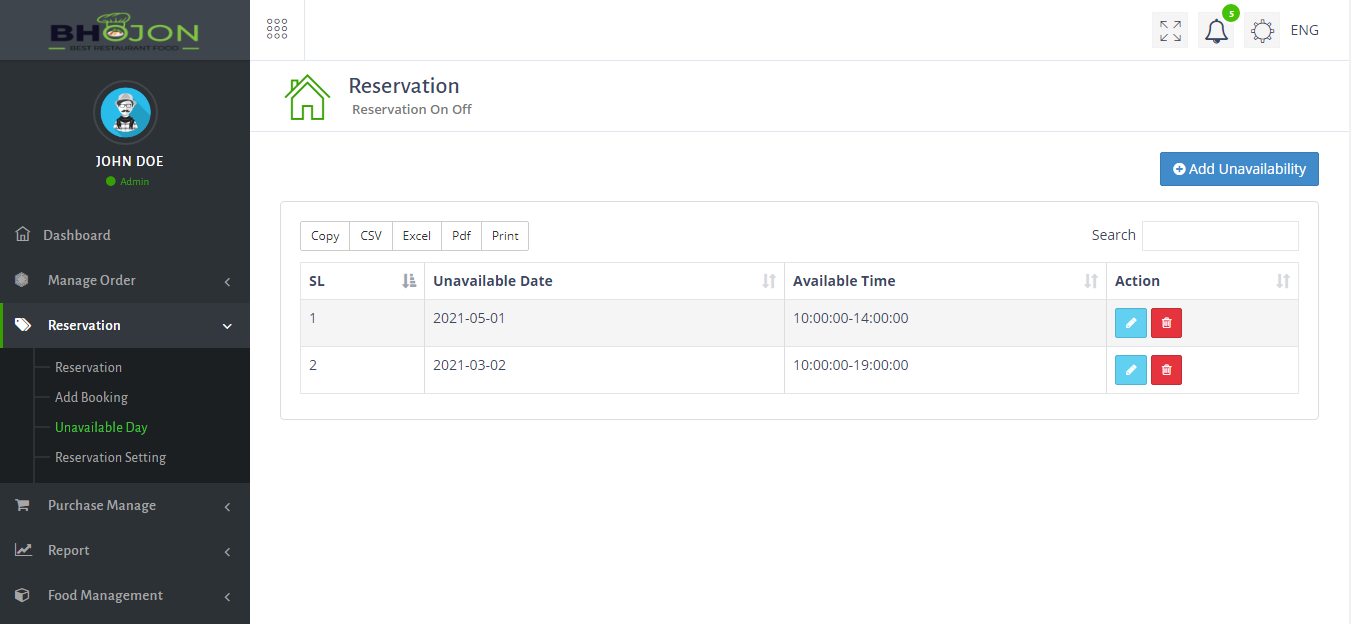 BHOJON
BEST RESTAURANT FOOD
5
ENG
Reservation
Reservation On Off
JOHN DOE
Admin
Dashboard
Manage Order
Reservation
Reservation
Add Booking
Unavailable Day
Reservation Setting
Purchase Manage
Report
Food Management
Add Unavailability
Copy CSV Excel Pdf Print Search
SL Unavailable Date Available Time Action
1 2021-05-01 10:00:00-14:00:00
2 2021-03-02 10:00:00-19:00:00